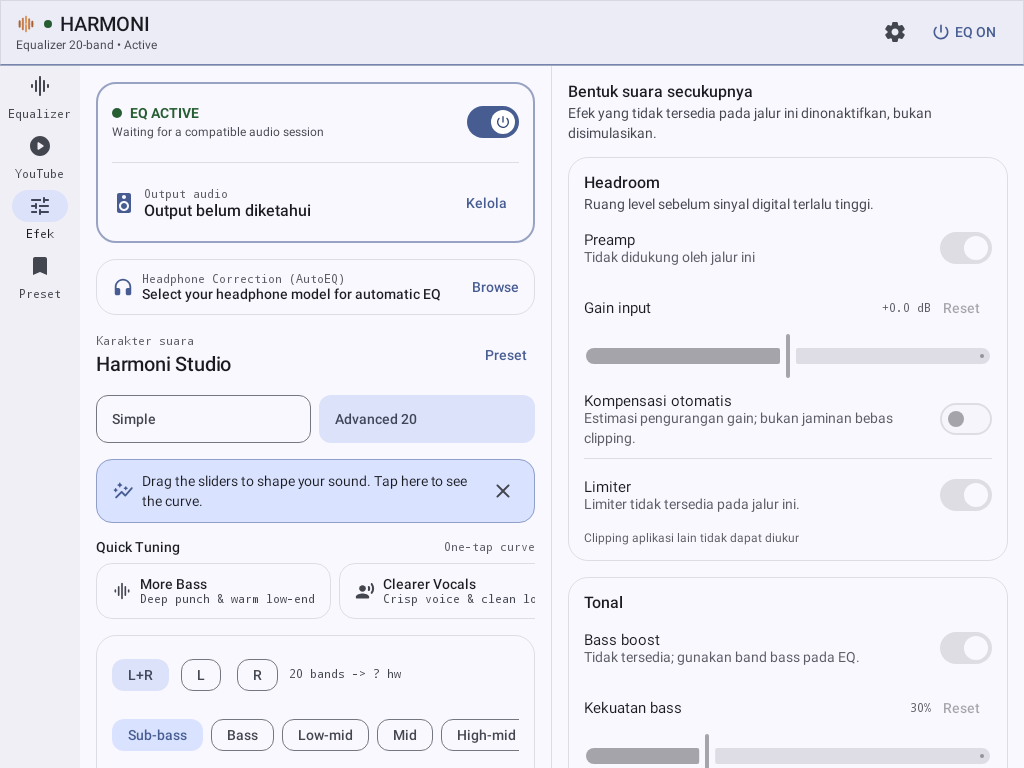 HARMONI
Equalizer 20-band • Active
EQ ON
Equalizer
YouTube
Efek
Preset
EQ ACTIVE
Waiting for a compatible audio session
Output audio
Output belum diketahui
Kelola
Headphone Correction (AutoEQ)
Select your headphone model for automatic EQ
Browse
Karakter suara
Harmoni Studio
Preset
Simple
Advanced 20
Drag the sliders to shape your sound. Tap here to see
the curve.
Quick Tuning
One-tap curve
More Bass
Deep punch & warm low-end
Clearer Vocals
Crisp voice & clean lo
L+R
L
R
20 bands -> ? hw
Sub-bass
Bass
Low-mid
Mid
High-mid
Bentuk suara secukupnya
Efek yang tidak tersedia pada jalur ini dinonaktifkan, bukan
disimulasikan.
Headroom
Ruang level sebelum sinyal digital terlalu tinggi.
Preamp
Tidak didukung oleh jalur ini
Gain input
+0.0 dB
Reset
Kompensasi otomatis
Estimasi pengurangan gain; bukan jaminan bebas
clipping.
Limiter
Limiter tidak tersedia pada jalur ini.
Clipping aplikasi lain tidak dapat diukur
Tonal
Bass boost
Tidak tersedia; gunakan band bass pada EQ.
Kekuatan bass
30%
Reset